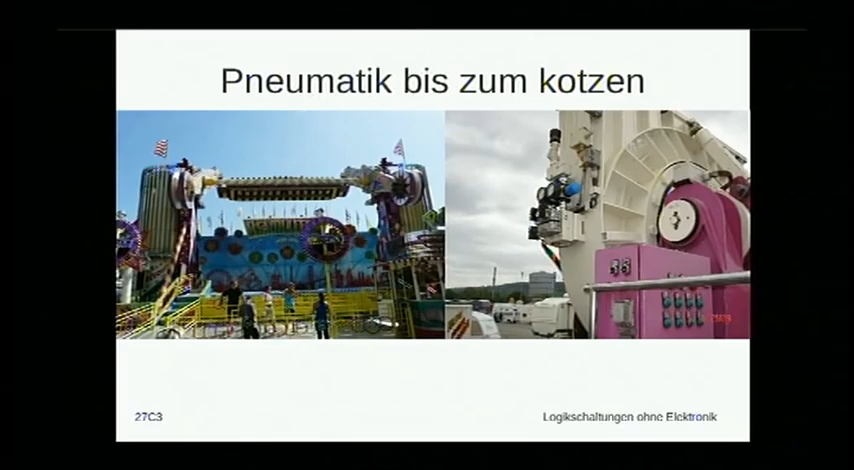 Pneumatik bis zum kotzen
27C3
Logikschaltungen ohne Elektronik